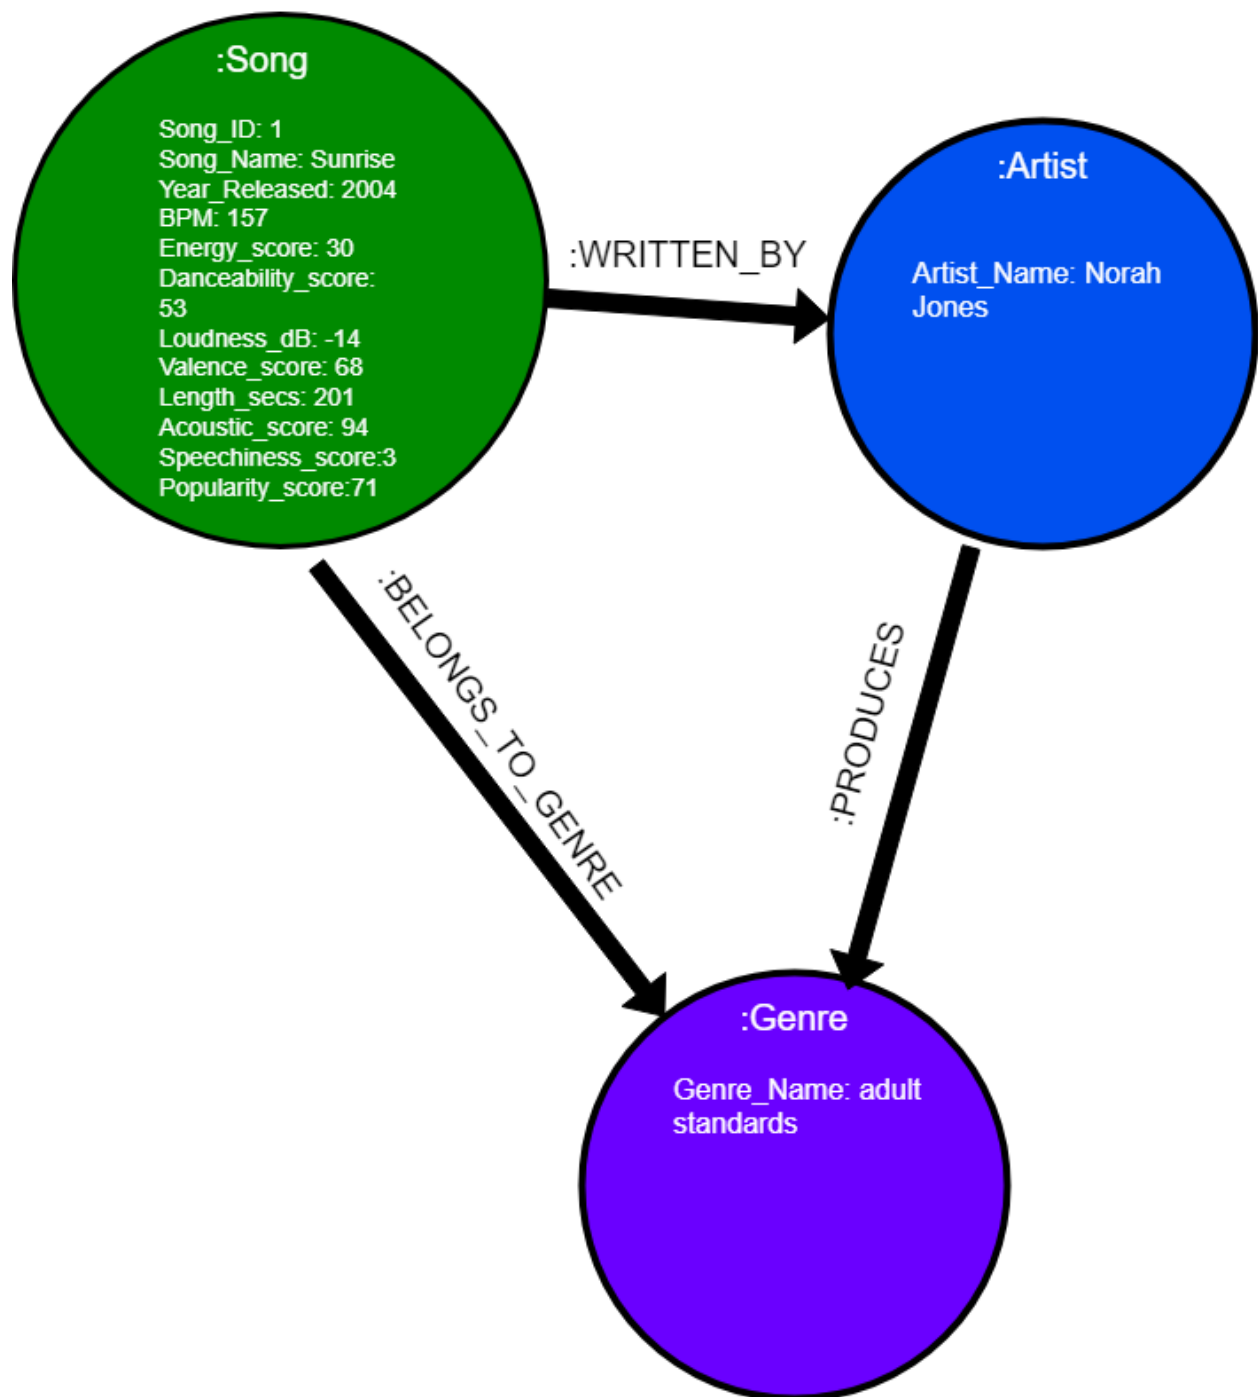 :Song
Song_ID: 1
Song_Name: Sunrise
Year_Released: 2004
BPM: 157
Energy_score: 30
Danceability_score:
53
Loudness_dB: -14
Valence_score: 68
Length_secs: 201
Acoustic_score: 94
Speechiness_score:3
Popularity_score:71
:WRITTEN_BY
:Artist
Artist_Name: Norah
Jones
:BELONGS_TO_GENRE
:PRODUCES
:Genre
Genre_Name: adult
standards